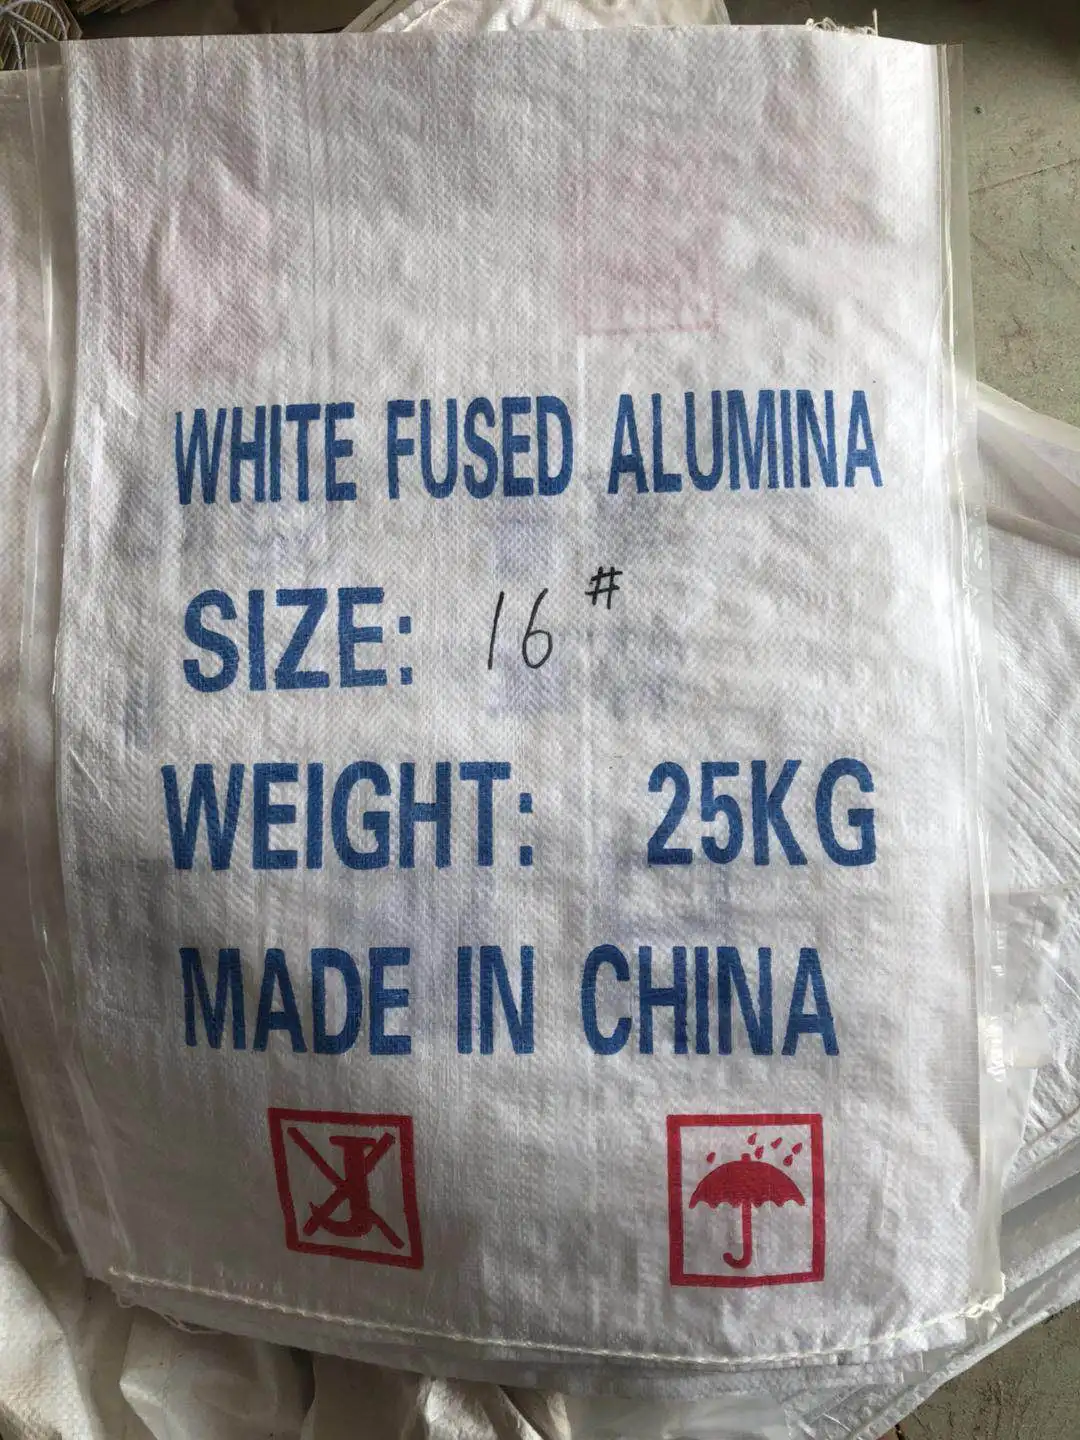 WHITE FUSED ALUMINA
SIZE: 16#
WEIGHT: 25KG
MADE IN CHINA